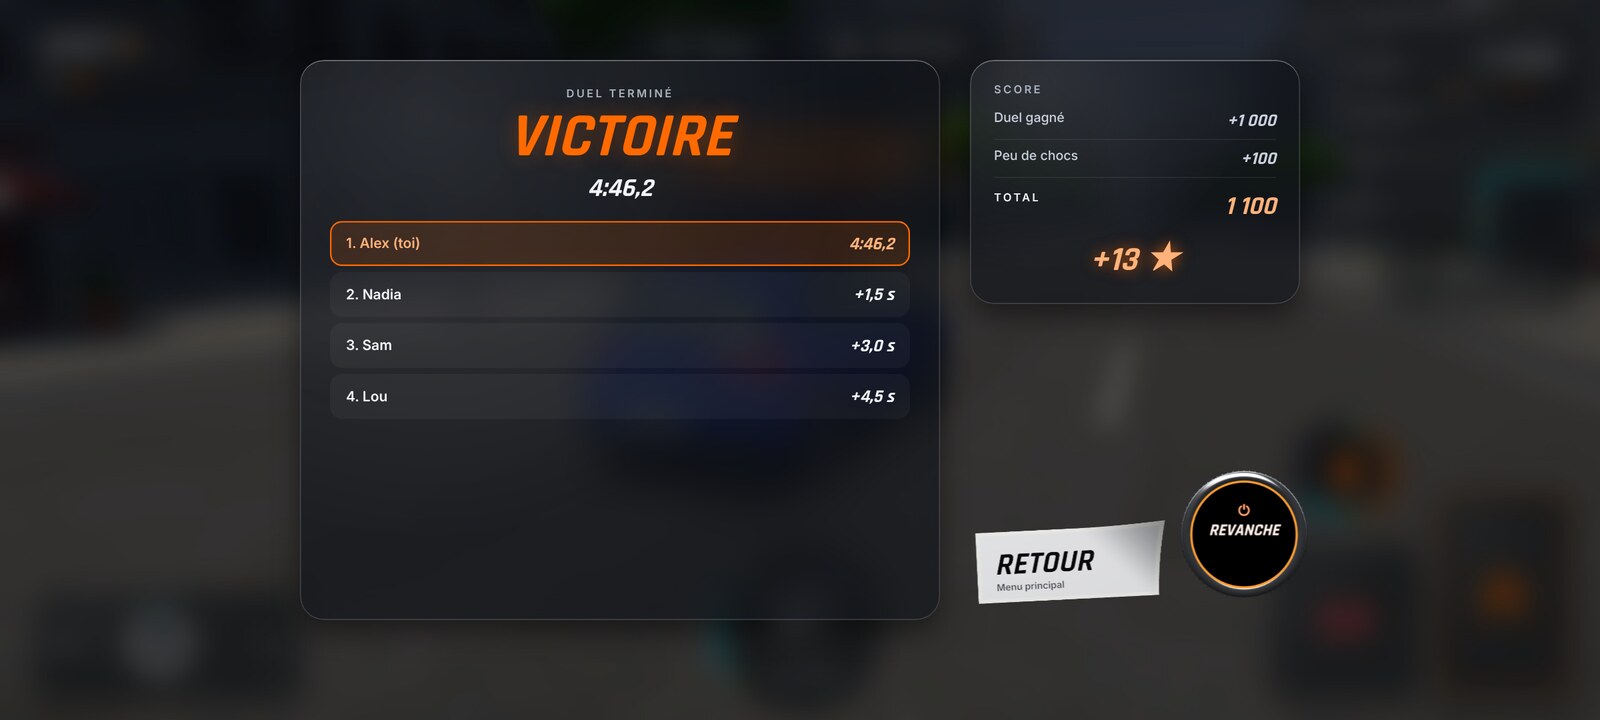 DUEL TERMINÉ
VICTOIRE
4:46,2
1. Alex (toi) 4:46,2
2. Nadia +1,5 s
3. Sam +3,0 s
4. Lou +4,5 s
SCORE
Duel gagné +1 000
Peu de chocs +100
TOTAL 1 100
+13 ★
RETOUR
Menu principal
REVANCHE